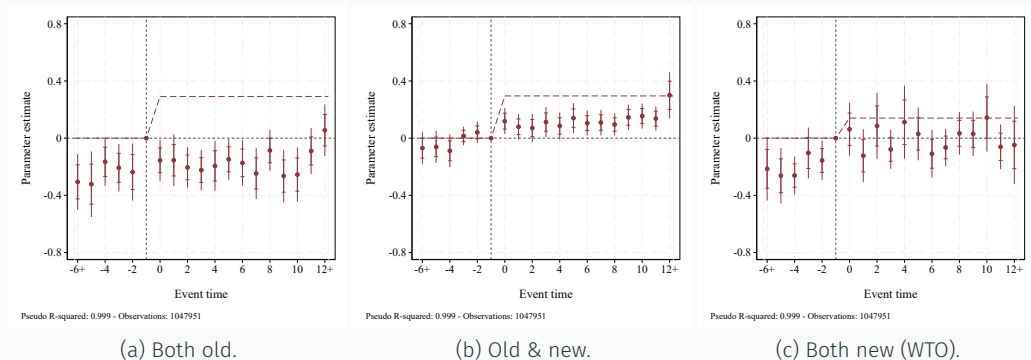 0.8
0.4
0
-0.4
-0.8
Parameter estimate
-6+ -4 -2 0 2 4 6 8 10 12+
Event time
Pseudo R-squared: 0.999 - Observations: 1047951
(a) Both old.
0.8
0.4
0
-0.4
-0.8
Parameter estimate
-6+ -4 -2 0 2 4 6 8 10 12+
Event time
Pseudo R-squared: 0.999 - Observations: 1047951
(b) Old & new.
0.8
0.4
0
-0.4
-0.8
Parameter estimate
-6+ -4 -2 0 2 4 6 8 10 12+
Event time
Pseudo R-squared: 0.999 - Observations: 1047951
(c) Both new (WTO).